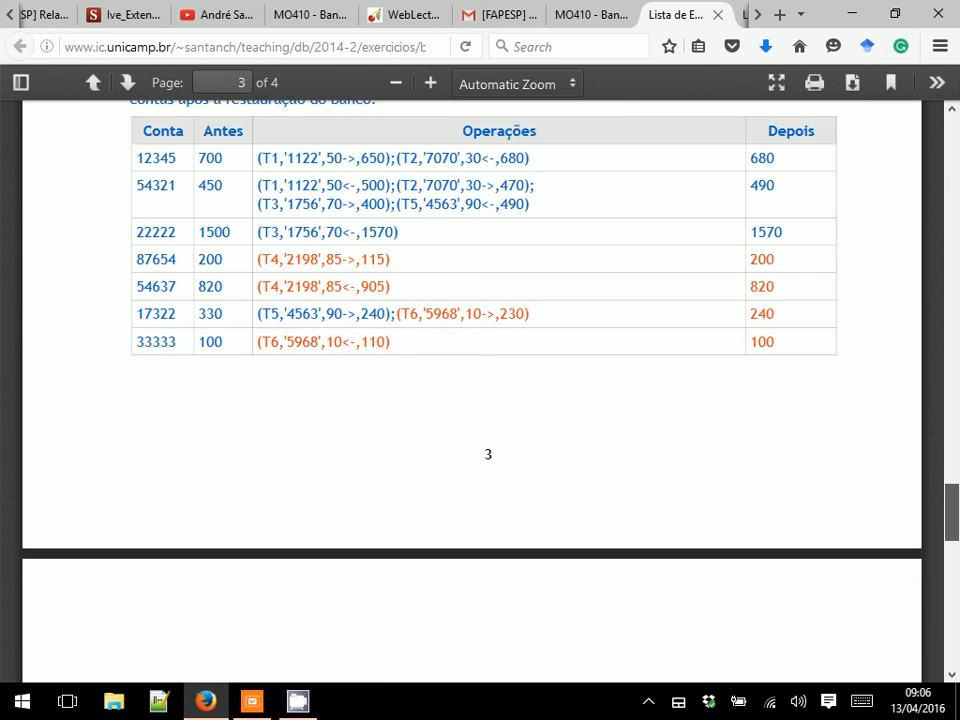 SP] Rela...
Ive_Exten...
André Sa...
MO410 - Ban...
WebLect...
[FAPESP] ...
MO410 - Ban...
Lista de E...
www.ic.unicamp.br/~santanch/teaching/db/2014-2/exercicios/b
Search
Page: 3 of 4
Automatic Zoom
Contas após a restauração do banco:
Conta Antes Operações Depois
12345 700 (T1,'1122',50->,650);(T2,'7070',30<-,680) 680
54321 450 (T1,'1122',50<-,500);(T2,'7070',30->,470); 490
(T3,'1756',70->,400);(T5,'4563',90<-,490)
22222 1500 (T3,'1756',70<-,1570) 1570
87654 200 (T4,'2198',85->,115) 200
54637 820 (T4,'2198',85<-,905) 820
17322 330 (T5,'4563',90->,240);(T6,'5968',10->,230) 240
33333 100 (T6,'5968',10<-,110) 100
3
09:06
13/04/2016